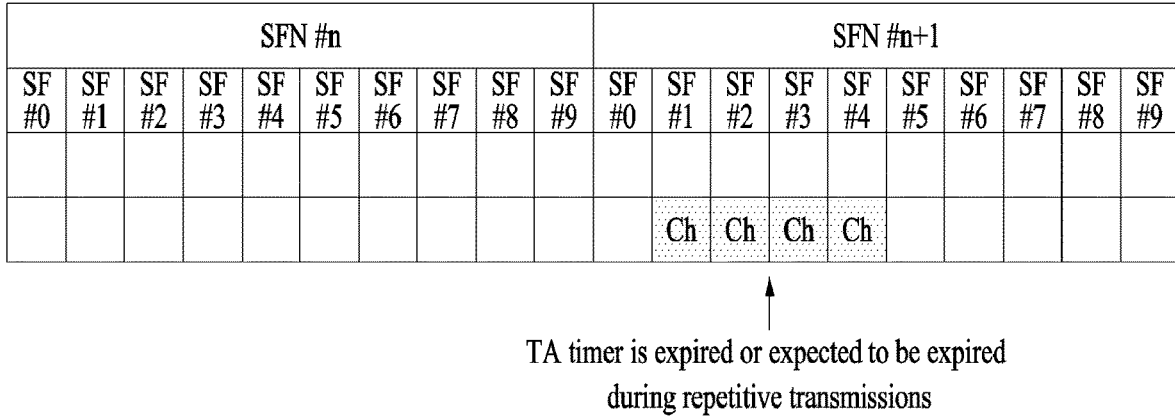 SFN #n SFN #n+1
SF SF SF SF SF SF SF SF SF SF SF SF SF SF SF SF SF SF SF SF
#0 #1 #2 #3 #4 #5 #6 #7 #8 #9 #0 #1 #2 #3 #4 #5 #6 #7 #8 #9
Ch Ch Ch Ch
TA timer is expired or expected to be expired
during repetitive transmissions